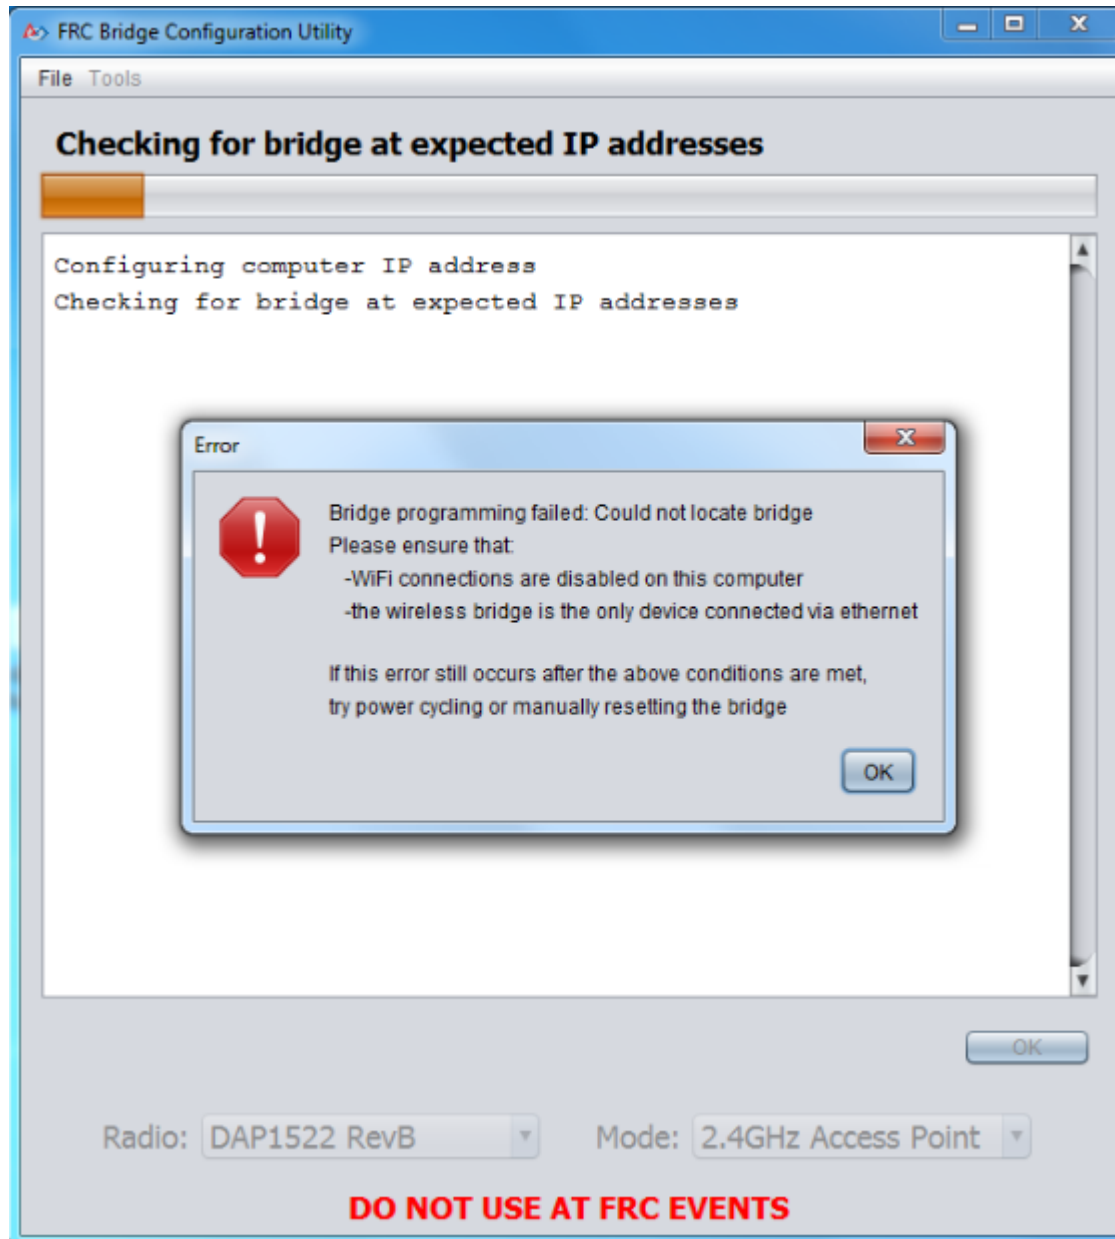 FRC Bridge Configuration Utility
File Tools
Checking for bridge at expected IP addresses
Configuring computer IP address
Checking for bridge at expected IP addresses
Error
Bridge programming failed: Could not locate bridge
Please ensure that:
-WiFi connections are disabled on this computer
-the wireless bridge is the only device connected via ethernet
If this error still occurs after the above conditions are met,
try power cycling or manually resetting the bridge
OK
OK
Radio: DAP1522 RevB Mode: 2.4GHz Access Point
DO NOT USE AT FRC EVENTS